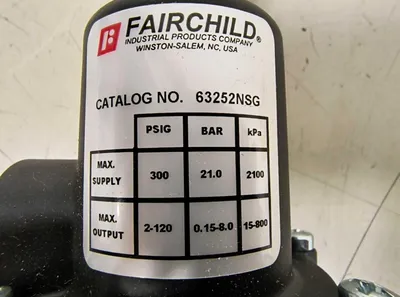 FAIRCHILD®
INDUSTRIAL PRODUCTS COMPANY
WINSTON-SALEM, NC, USA
CATALOG NO. 63252NSG
PSIG BAR kPa
MAX. SUPPLY 300 21.0 2100
MAX. OUTPUT 2-120 0.15-8.0 15-800